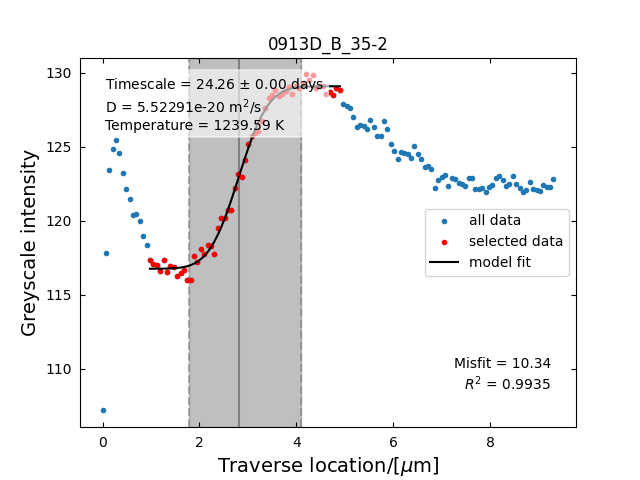 0913D_B_35-2
Timescale = 24.26 ± 0.00 days
D = 5.52291e-20 m²/s
Temperature = 1239.59 K
130
125
120
115
110
Greyscale intensity
all data
selected data
model fit
Misfit = 10.34
R² = 0.9935
0 2 4 6 8
Traverse location/[μm]